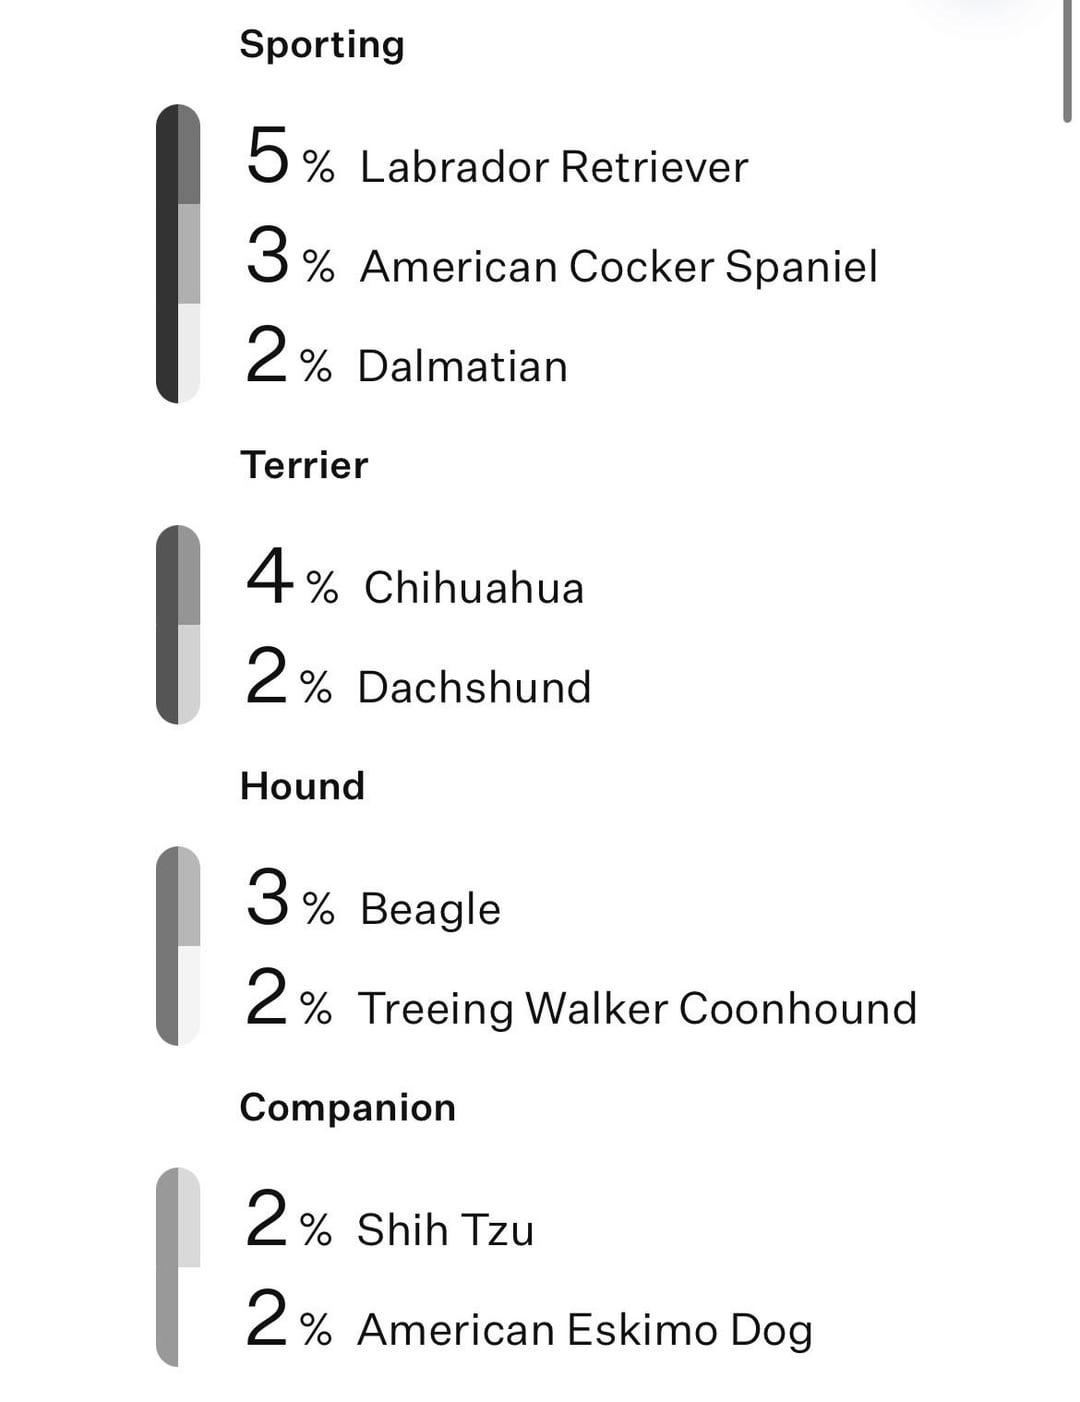 Sporting
5 % Labrador Retriever
3 % American Cocker Spaniel
2 % Dalmatian
Terrier
4 % Chihuahua
2 % Dachshund
Hound
3 % Beagle
2 % Treeing Walker Coonhound
Companion
2 % Shih Tzu
2 % American Eskimo Dog